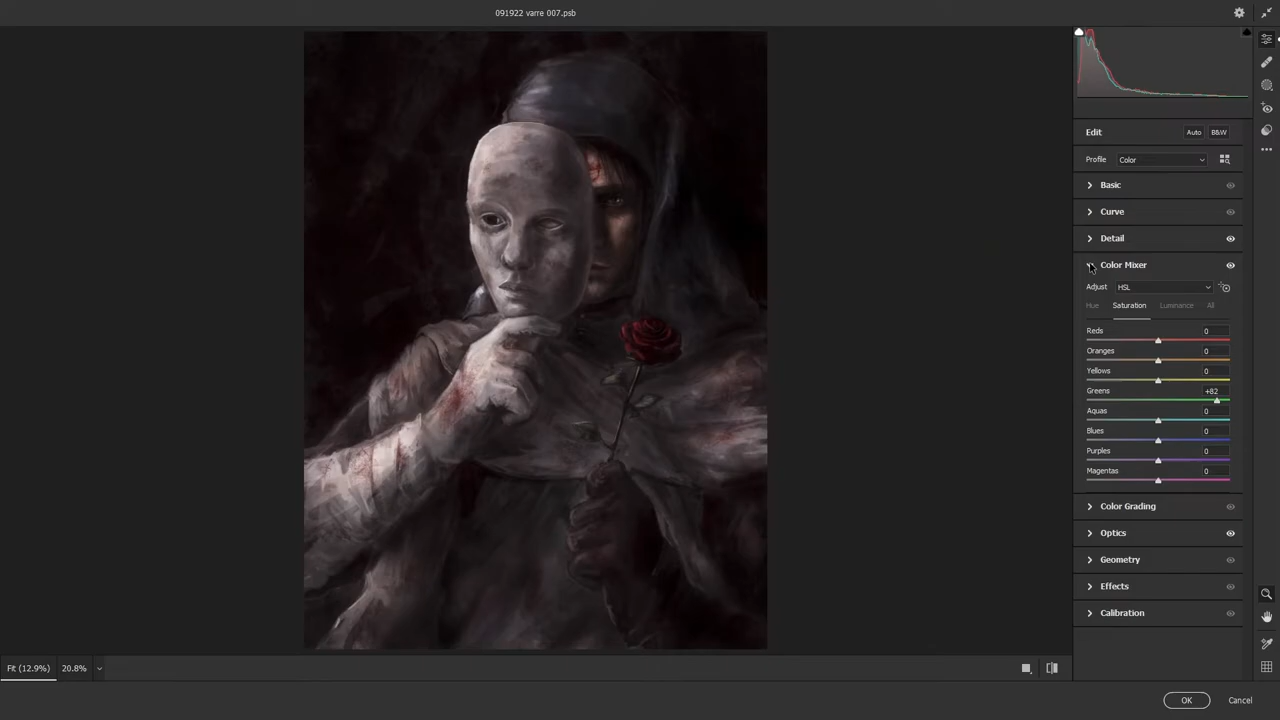 091922 varre 007.psb
Edit Auto B&W
Profile Color
Basic
Curve
Detail
Color Mixer
Adjust HSL
Hue Saturation Luminance All
Reds 0
Oranges 0
Yellows 0
Greens +82
Aquas 0
Blues 0
Purples 0
Magentas 0
Color Grading
Optics
Geometry
Effects
Calibration
Fit (12.9%) 20.8%
OK Cancel